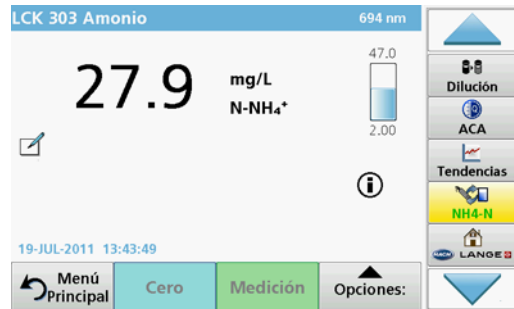 LCK 303 Amonio
694 nm
27.9
mg/L
N-NH₄⁺
47.0
2.00
19-JUL-2011 13:43:49
Menú
Principal
Cero
Medición
Opciones:
Dilución
ACA
Tendencias
NH4-N
HACH LANGE